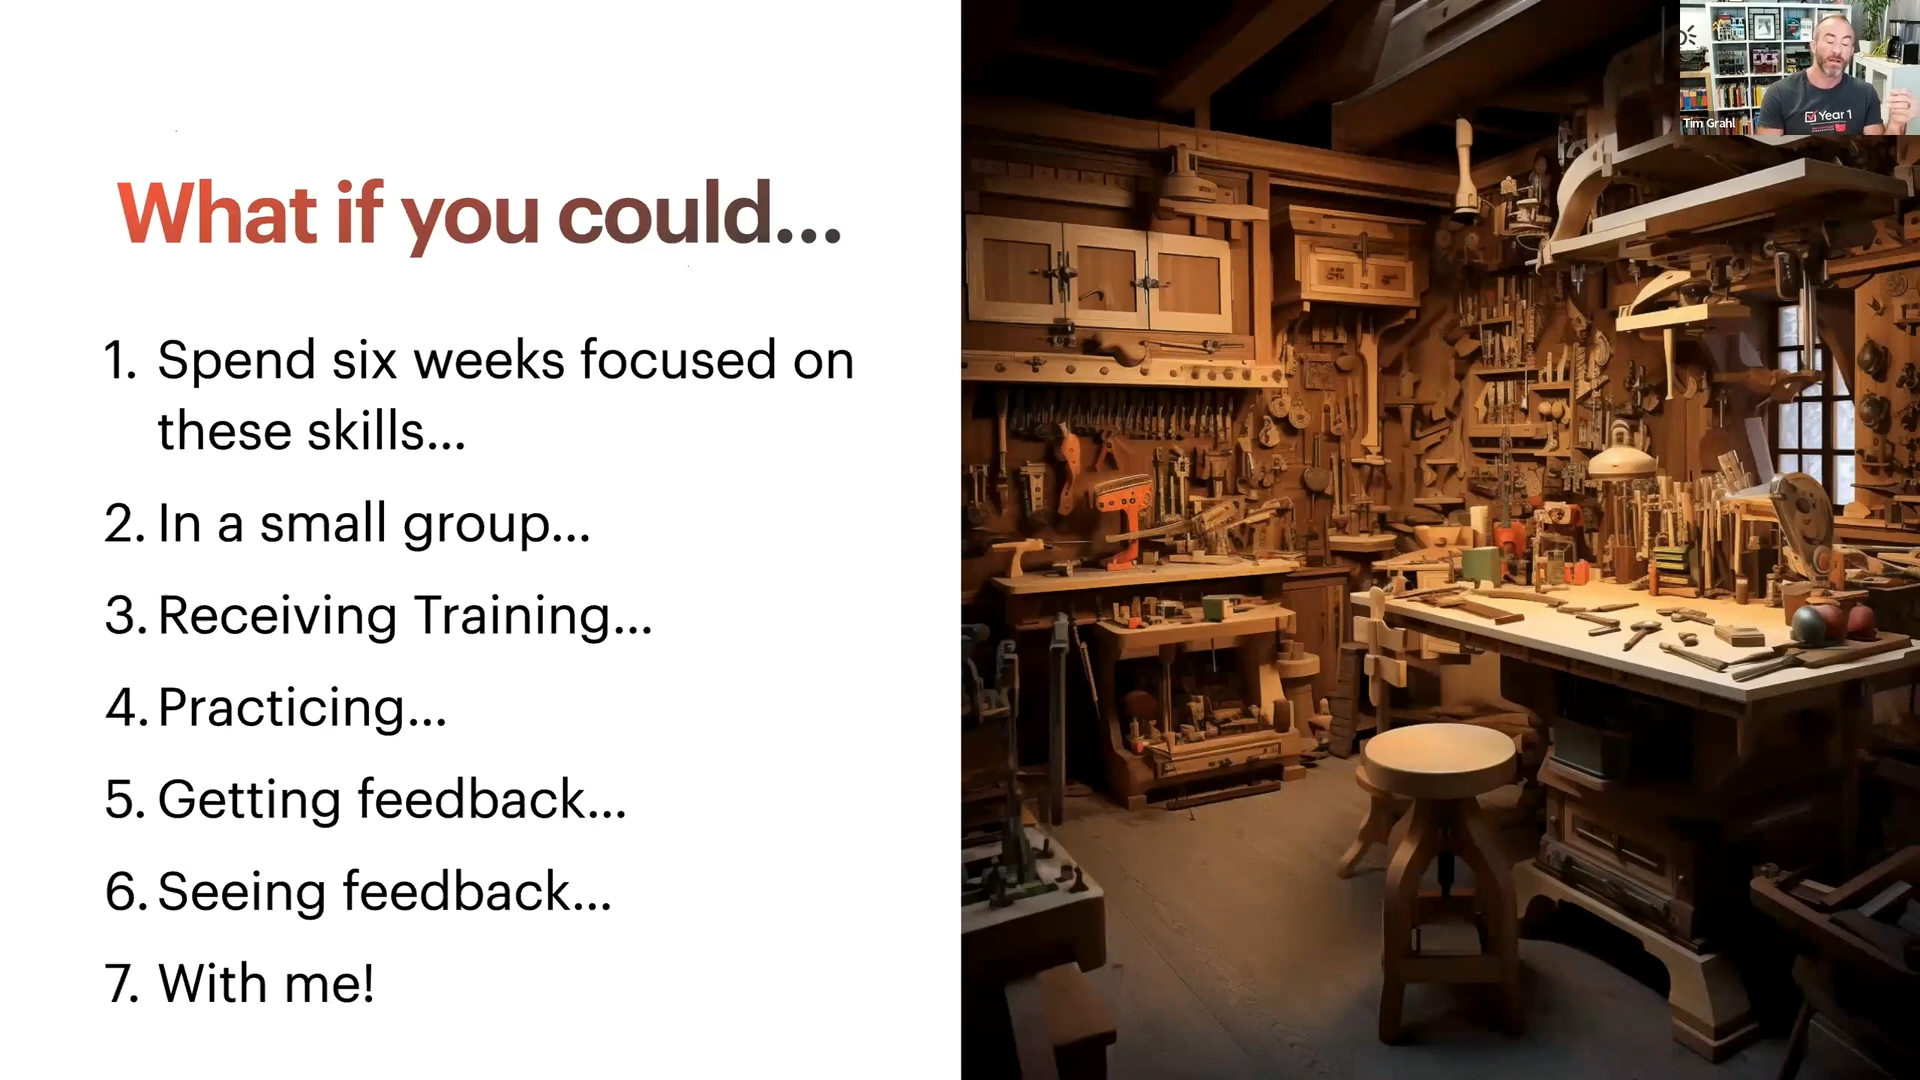 What if you could...
1. Spend six weeks focused on
these skills...
2. In a small group...
3. Receiving Training...
4. Practicing...
5. Getting feedback...
6. Seeing feedback...
7. With me!
Tim Grahl
Year 1